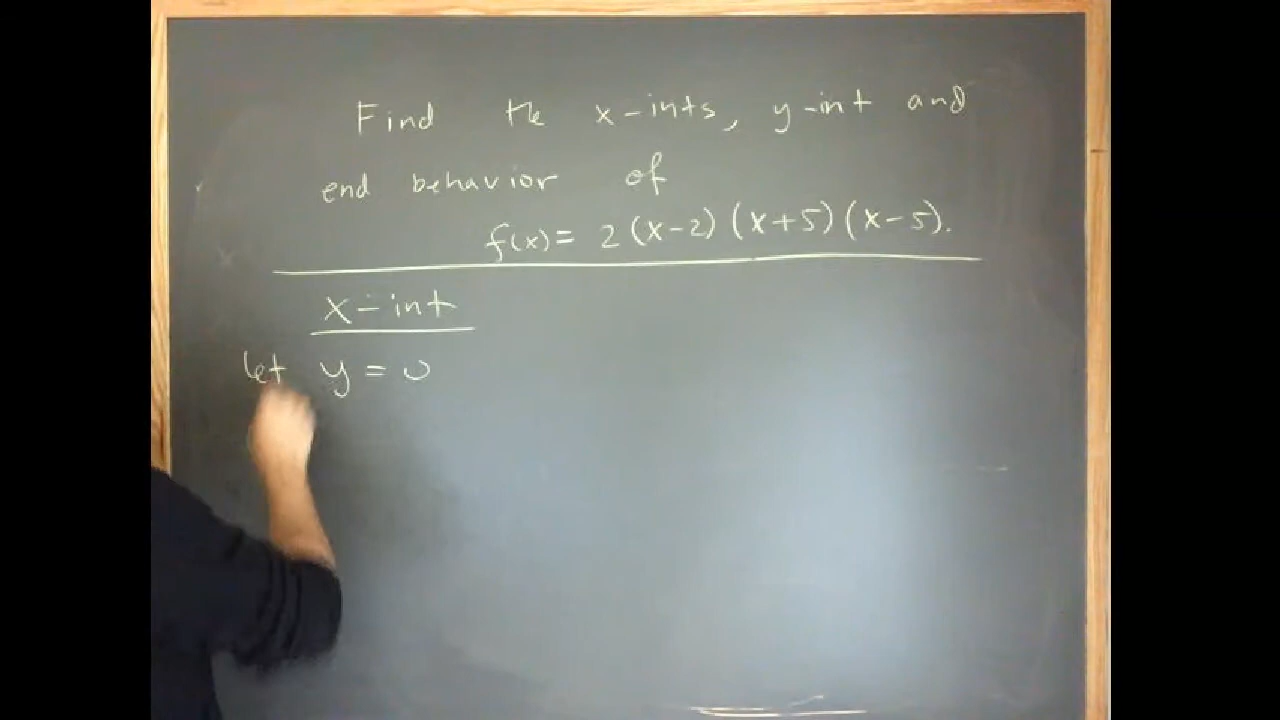 Find the x-ints, y-int and
end behavior of
f(x) = 2(x-2)(x+5)(x-5).
x-int
let y = 0